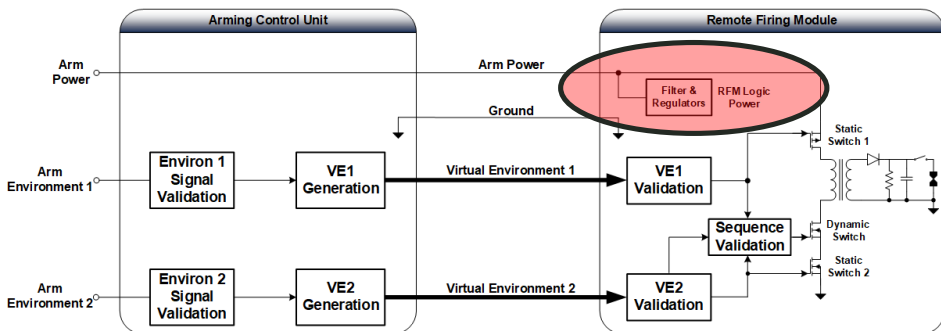 Arming Control Unit
Remote Firing Module
Arm
Power
Arm Power
Filter &
Regulators
RFM Logic
Power
Ground
Static
Switch 1
Arm
Environment 1
Environ 1
Signal
Validation
VE1
Generation
Virtual Environment 1
VE1
Validation
Sequence
Validation
Dynamic
Switch
Static
Switch 2
Arm
Environment 2
Environ 2
Signal
Validation
VE2
Generation
Virtual Environment 2
VE2
Validation